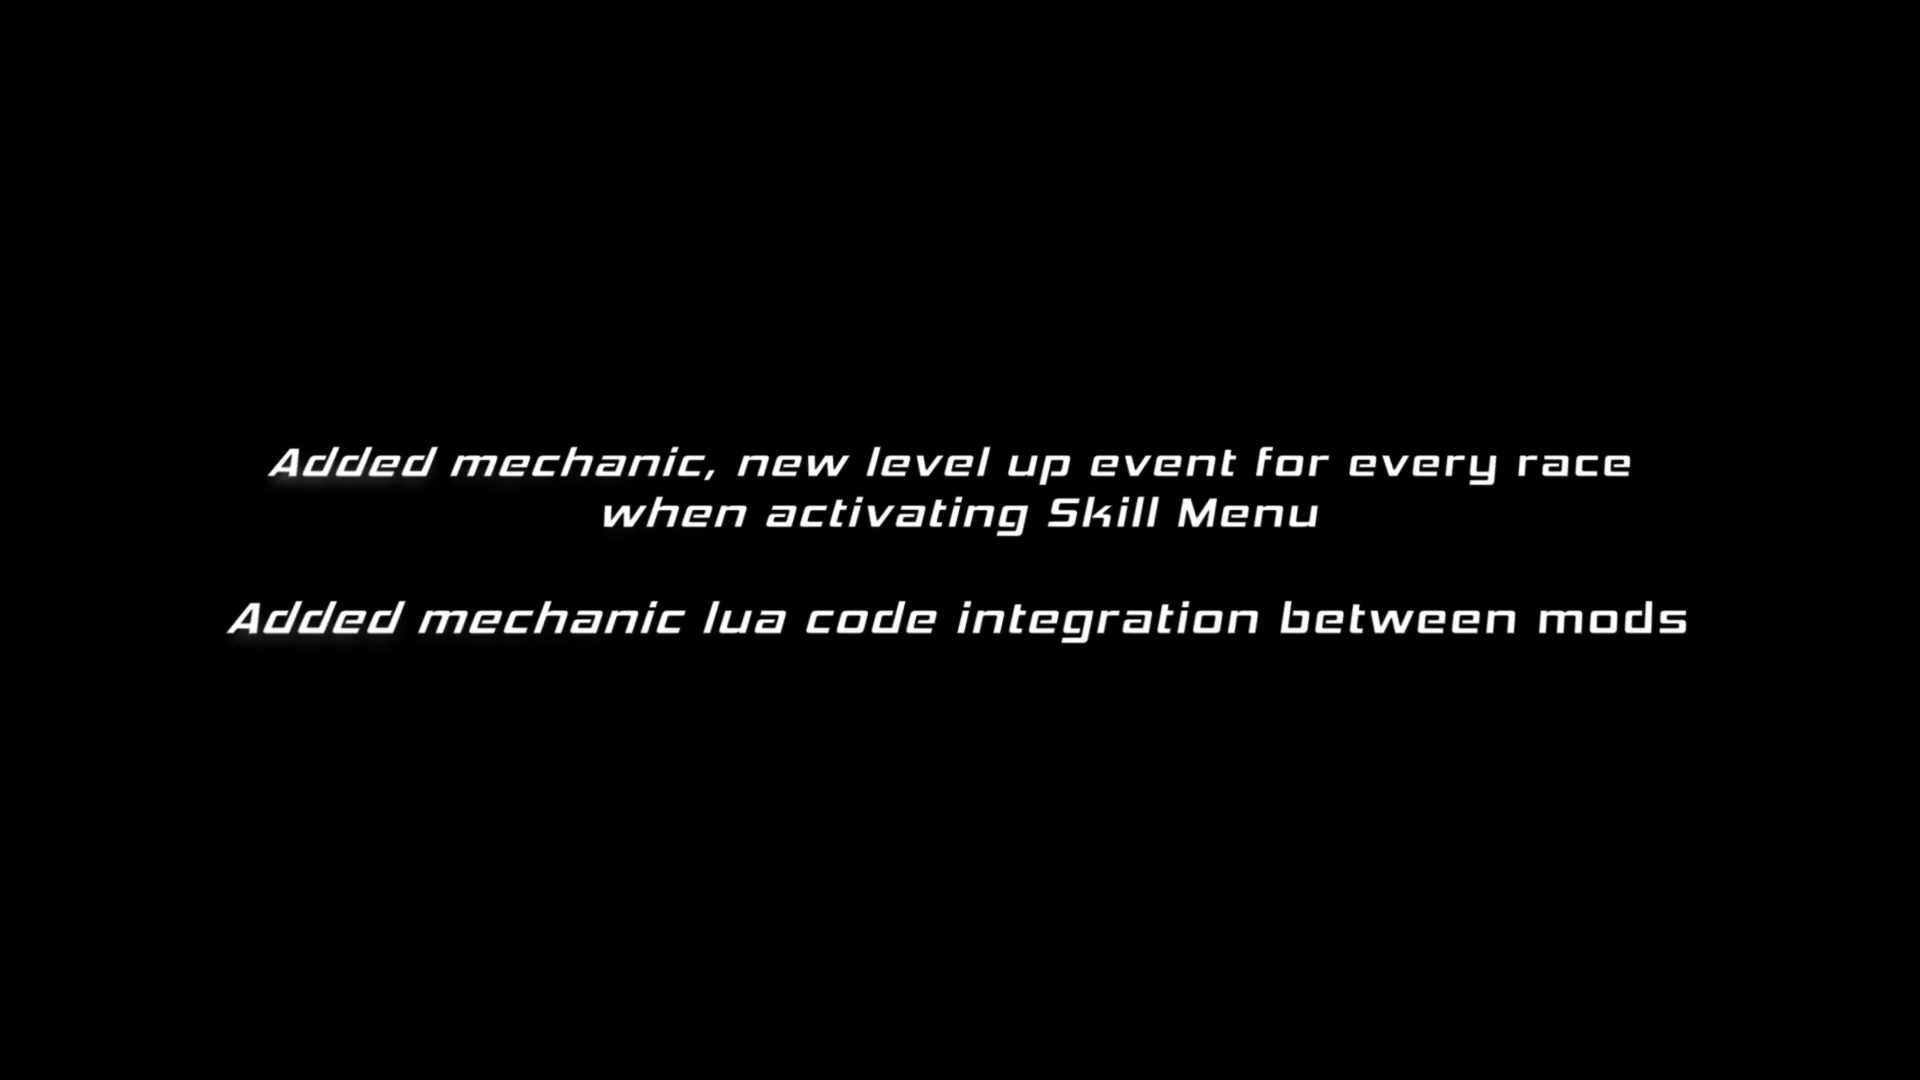 Added mechanic, new level up event for every race
when activating Skill Menu
Added mechanic lua code integration between mods